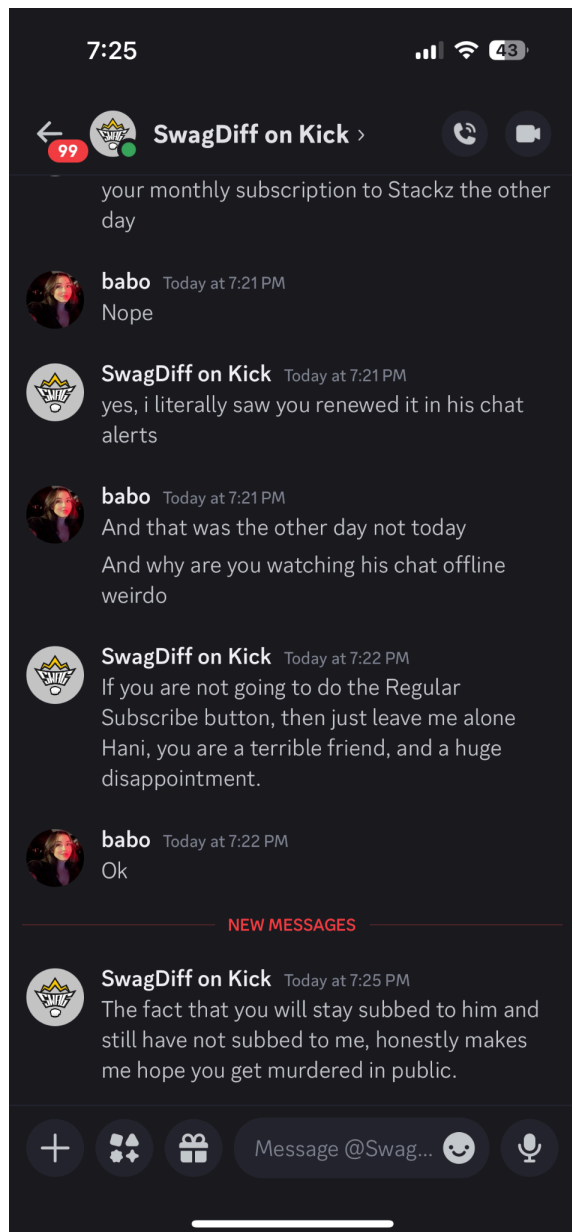 7:25
43
99
SwagDiff on Kick
your monthly subscription to Stackz the other
day
babo Today at 7:21 PM
Nope
SwagDiff on Kick Today at 7:21 PM
yes, i literally saw you renewed it in his chat
alerts
babo Today at 7:21 PM
And that was the other day not today
And why are you watching his chat offline
weirdo
SwagDiff on Kick Today at 7:22 PM
If you are not going to do the Regular
Subscribe button, then just leave me alone
Hani, you are a terrible friend, and a huge
disappointment.
babo Today at 7:22 PM
Ok
NEW MESSAGES
SwagDiff on Kick Today at 7:25 PM
The fact that you will stay subbed to him and
still have not subbed to me, honestly makes
me hope you get murdered in public.
Message @Swag...